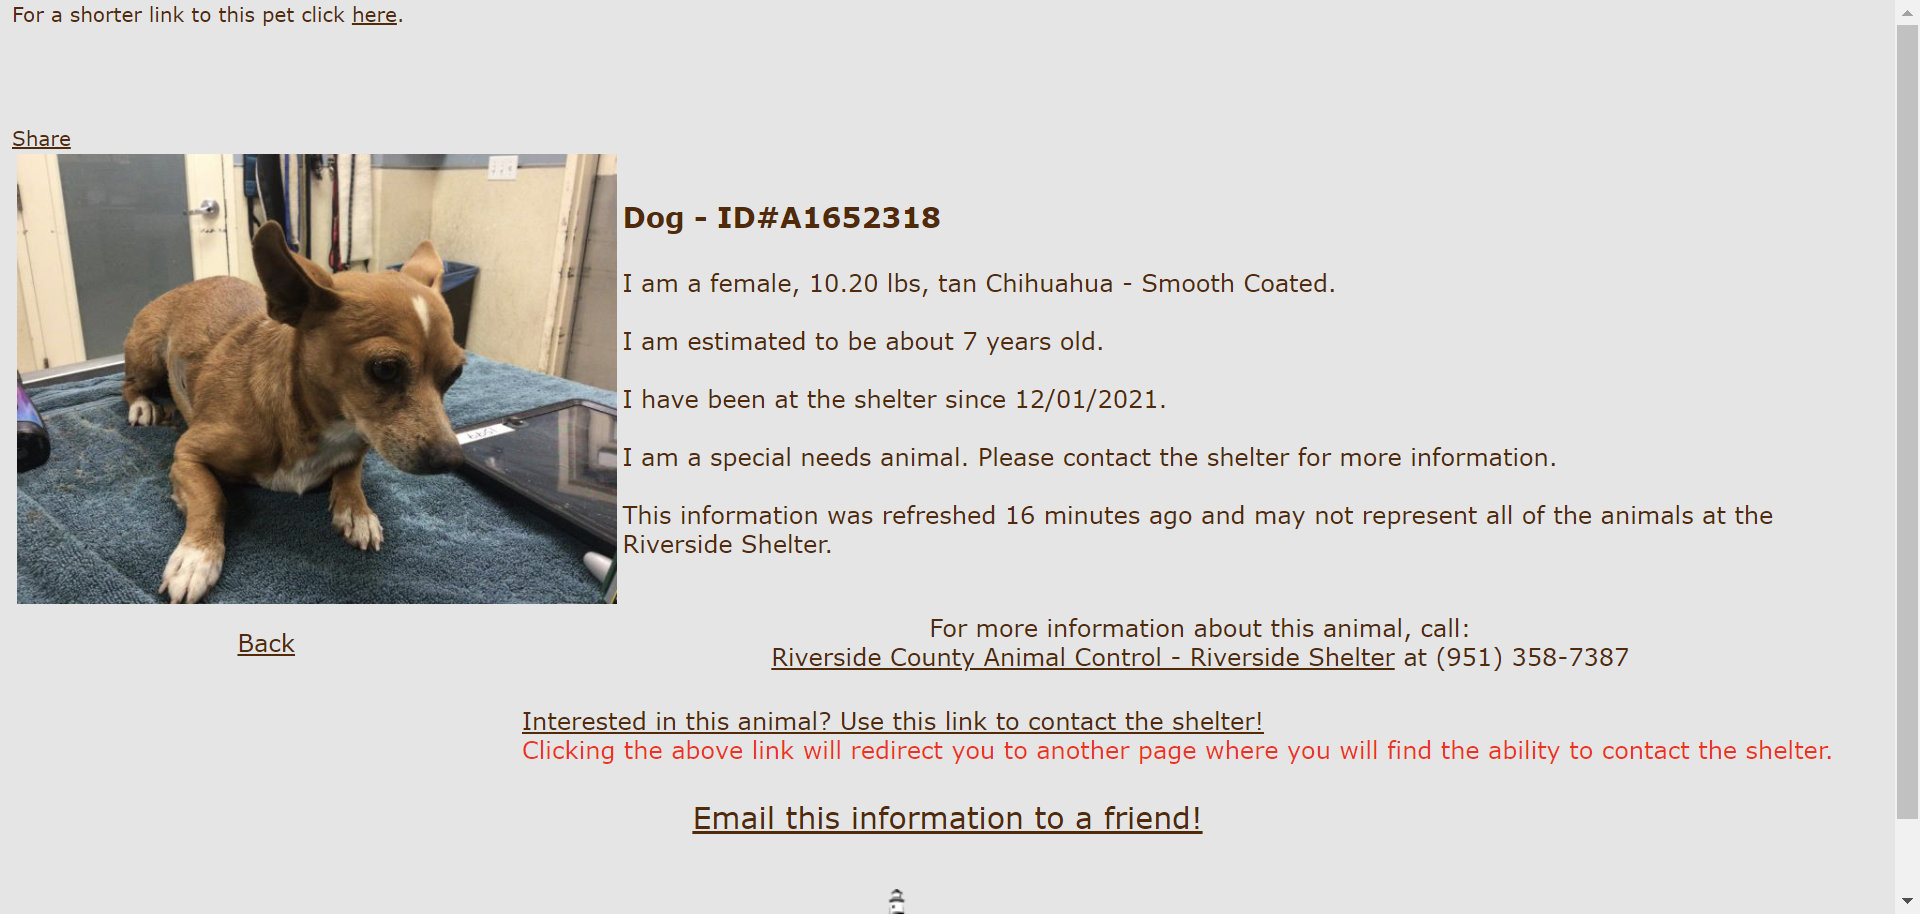 For a shorter link to this pet click here.
Share
Dog - ID#A1652318
I am a female, 10.20 lbs, tan Chihuahua - Smooth Coated.
I am estimated to be about 7 years old.
I have been at the shelter since 12/01/2021.
I am a special needs animal. Please contact the shelter for more information.
This information was refreshed 16 minutes ago and may not represent all of the animals at the
Riverside Shelter.
Back
For more information about this animal, call:
Riverside County Animal Control - Riverside Shelter at (951) 358-7387
Interested in this animal? Use this link to contact the shelter!
Clicking the above link will redirect you to another page where you will find the ability to contact the shelter.
Email this information to a friend!